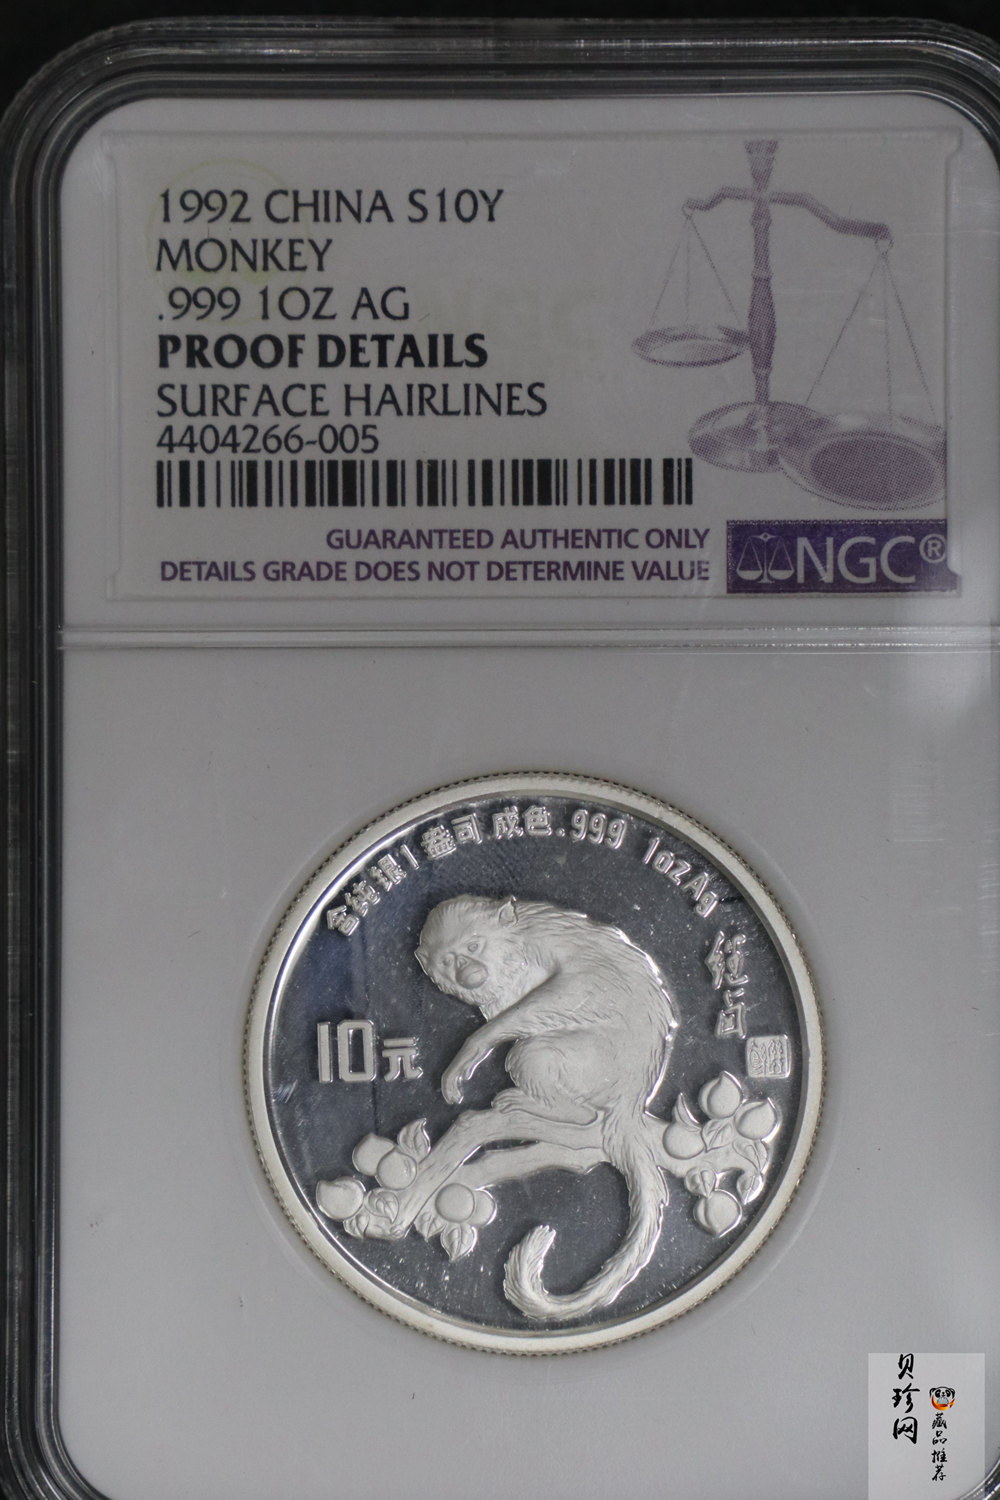 1992 CHINA S10Y
MONKEY
.999 1OZ AG
PROOF DETAILS
SURFACE HAIRLINES
4404266-005
GUARANTEED AUTHENTIC ONLY
DETAILS GRADE DOES NOT DETERMINE VALUE
NGC®
含纯银1盎司 成色.999 1ozAg
10元
贝珍网
藏品推荐